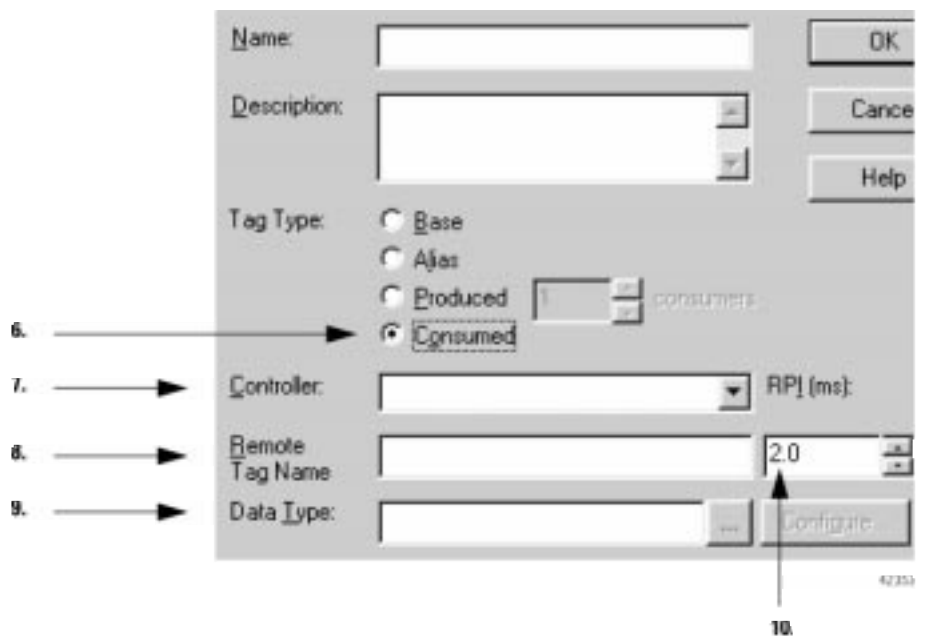 Name:
OK
Description:
Cance
Help
Tag Type:
Base
Alias
Produced 1 consumers
6.
Consumed
7.
Controller:
RPI (ms):
8.
Remote
Tag Name
2.0
9.
Data Type:
...
Configure
4235
10.